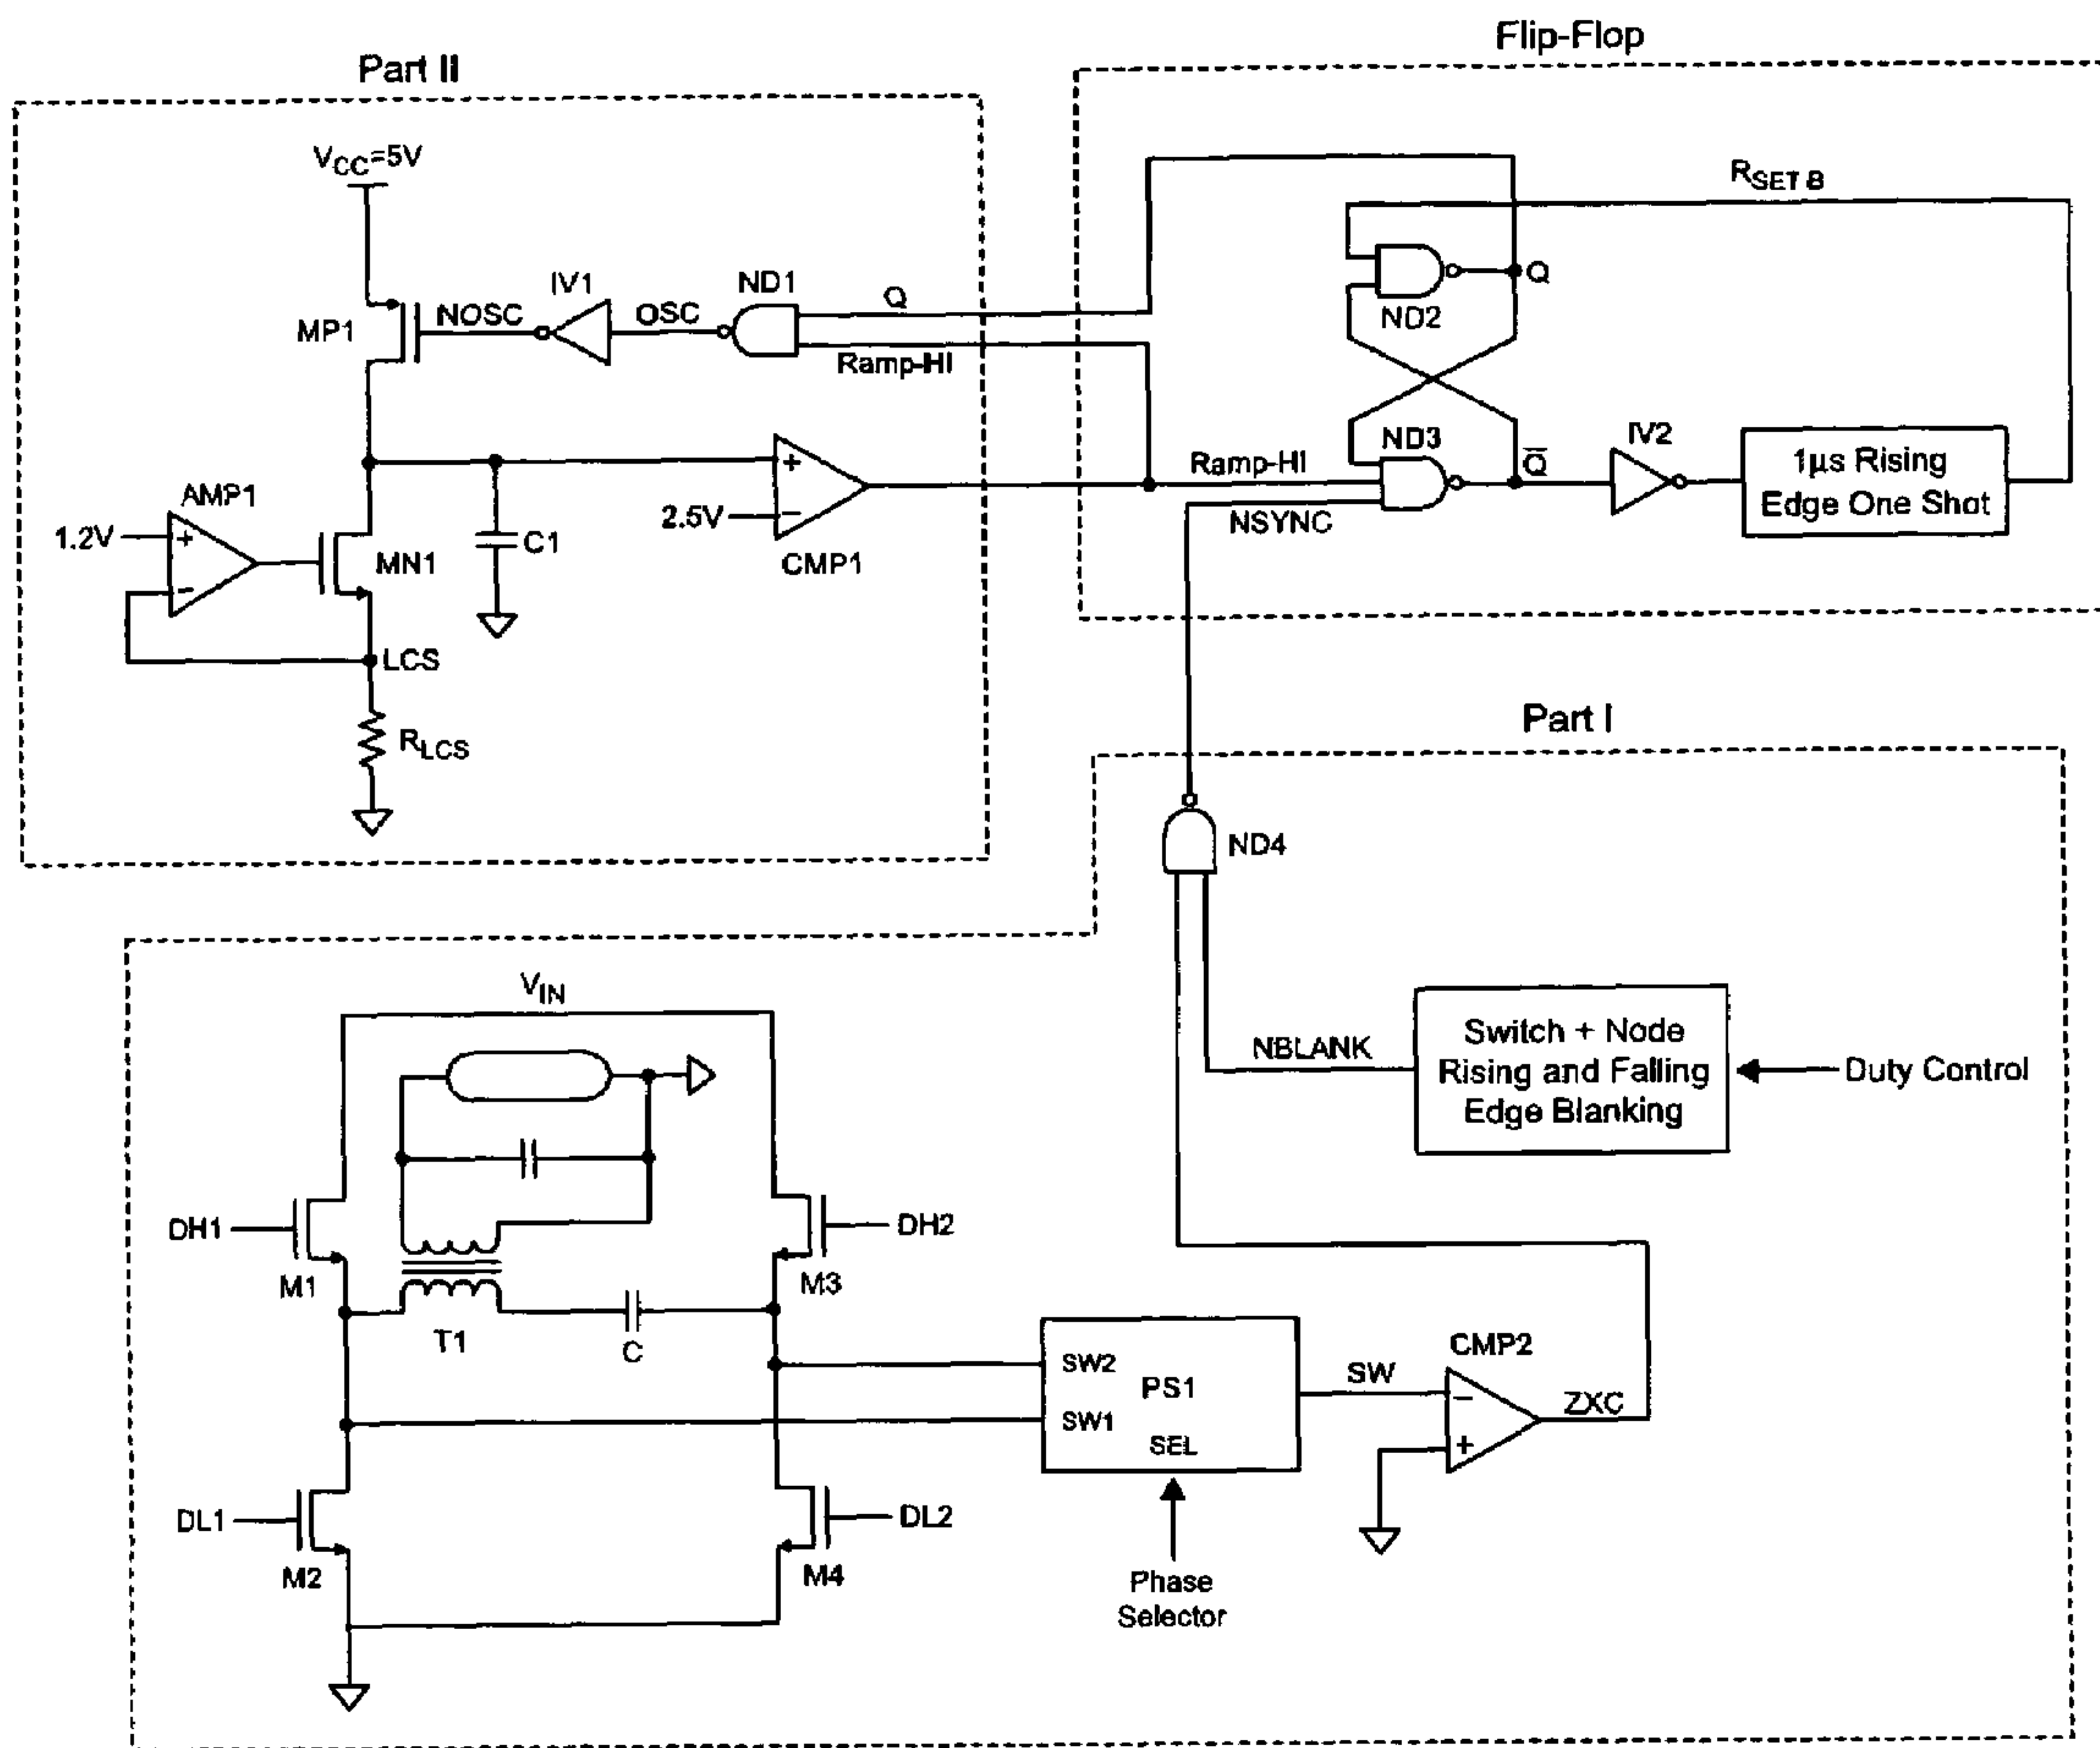 Flip-Flop
Part II
VCC=5V
RSET B
IV1
ND1
Q
NOSC
OSC
MP1
Ramp-HI
Q
ND2
ND3
IV2
Ramp-HI
Q̅
1µs Rising
Edge One Shot
NSYNC
AMP1
1.2V
+
-
MN1
C1
+
2.5V
-
CMP1
LCS
RLCS
Part I
ND4
VIN
NBLANK
Switch + Node
Rising and Falling
Edge Blanking
Duty Control
DH1
M1
DH2
M3
T1
C
SW2
PS1
SW1
SEL
SW
CMP2
-
+
ZXC
DL1
M2
DL2
M4
Phase
Selector